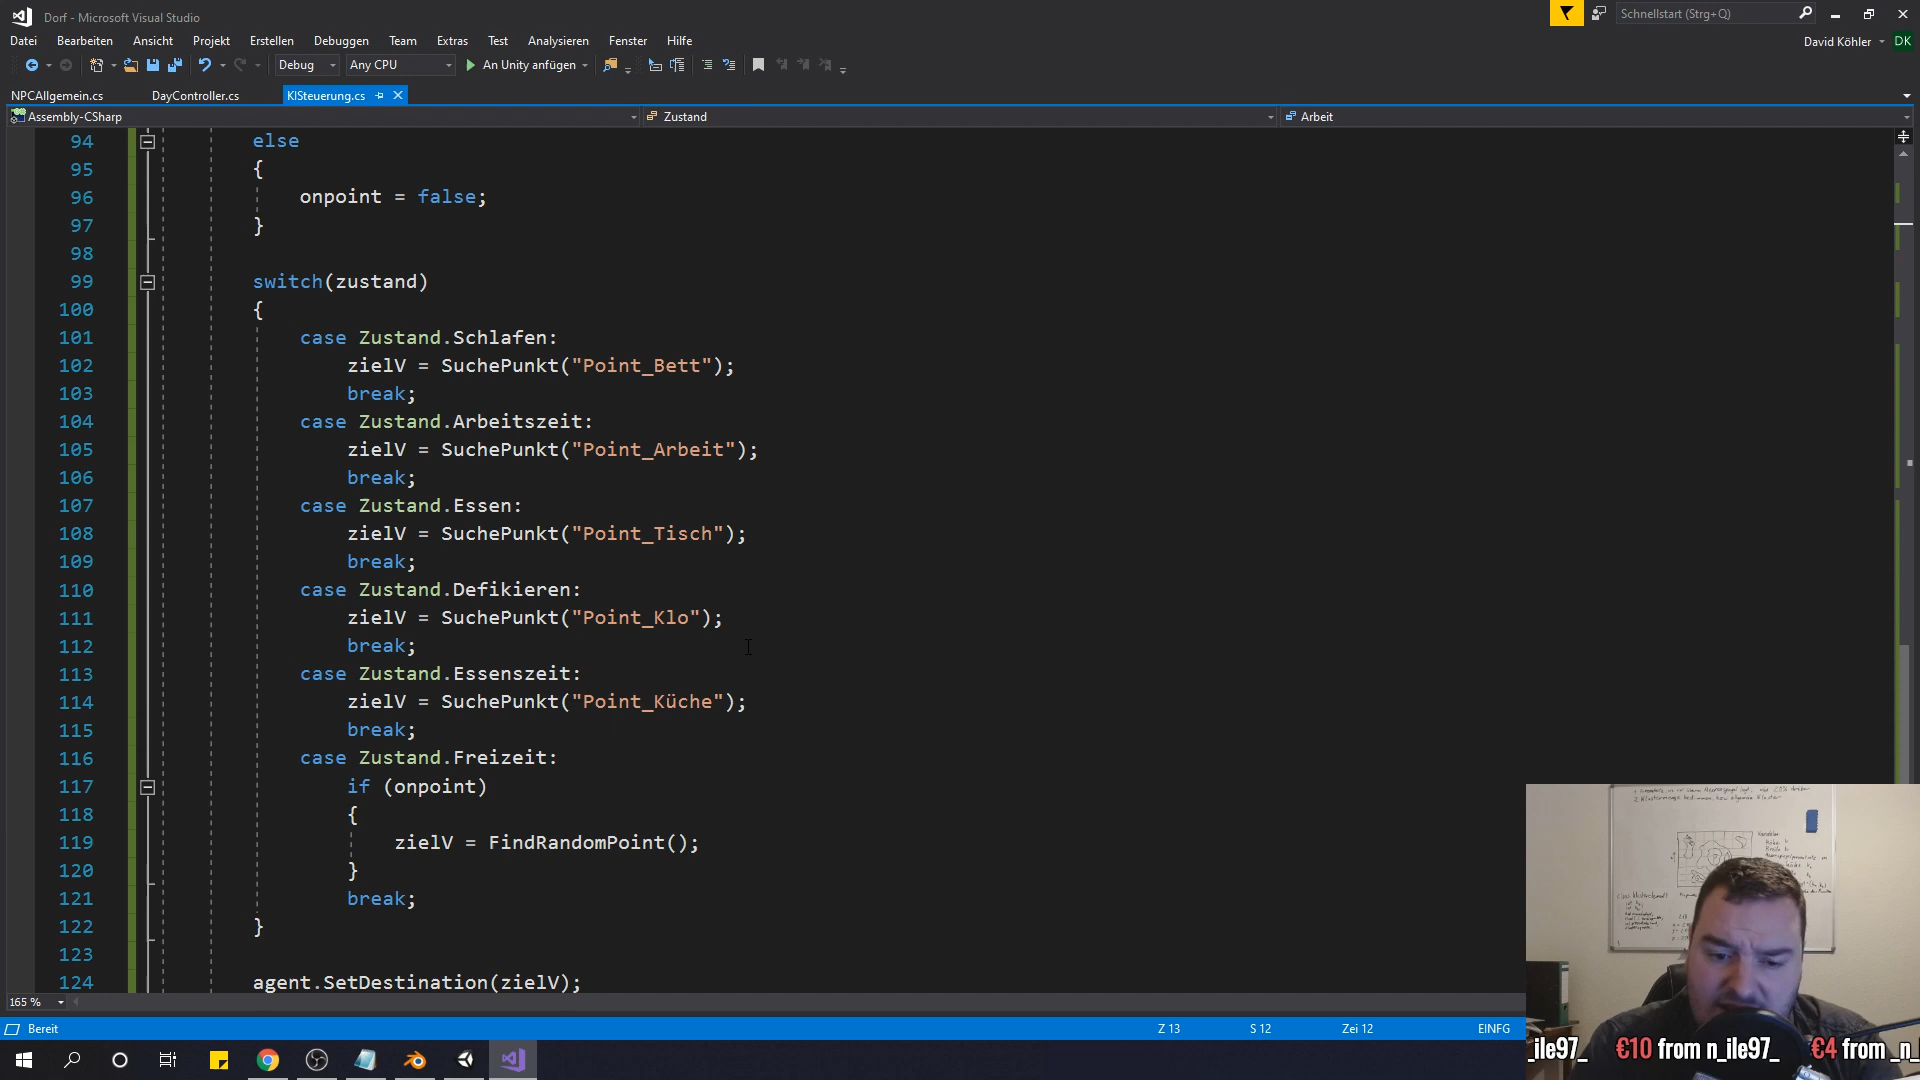 Dorf - Microsoft Visual Studio
Schnellstart (Strg+Q)
Datei Bearbeiten Ansicht Projekt Erstellen Debuggen Team Extras Test Analysieren Fenster Hilfe
David Köhler DK
Debug Any CPU An Unity anfügen
NPCAllgemein.cs DayController.cs KISteuerung.cs
Assembly-CSharp Zustand Arbeit
94 else
95 {
96 onpoint = false;
97 }
98
99 switch(zustand)
100 {
101 case Zustand.Schlafen:
102 zielV = SuchePunkt("Point_Bett");
103 break;
104 case Zustand.Arbeitszeit:
105 zielV = SuchePunkt("Point_Arbeit");
106 break;
107 case Zustand.Essen:
108 zielV = SuchePunkt("Point_Tisch");
109 break;
110 case Zustand.Defikieren:
111 zielV = SuchePunkt("Point_Klo");
112 break;
113 case Zustand.Essenszeit:
114 zielV = SuchePunkt("Point_Küche");
115 break;
116 case Zustand.Freizeit:
117 if (onpoint)
118 {
119 zielV = FindRandomPoint();
120 }
121 break;
122 }
123
124 agent.SetDestination(zielV);
165 %
Bereit Z 13 S 12 Zei 12 EINFG
_ile97_ €10 from n_ile97_ €4 from _n_